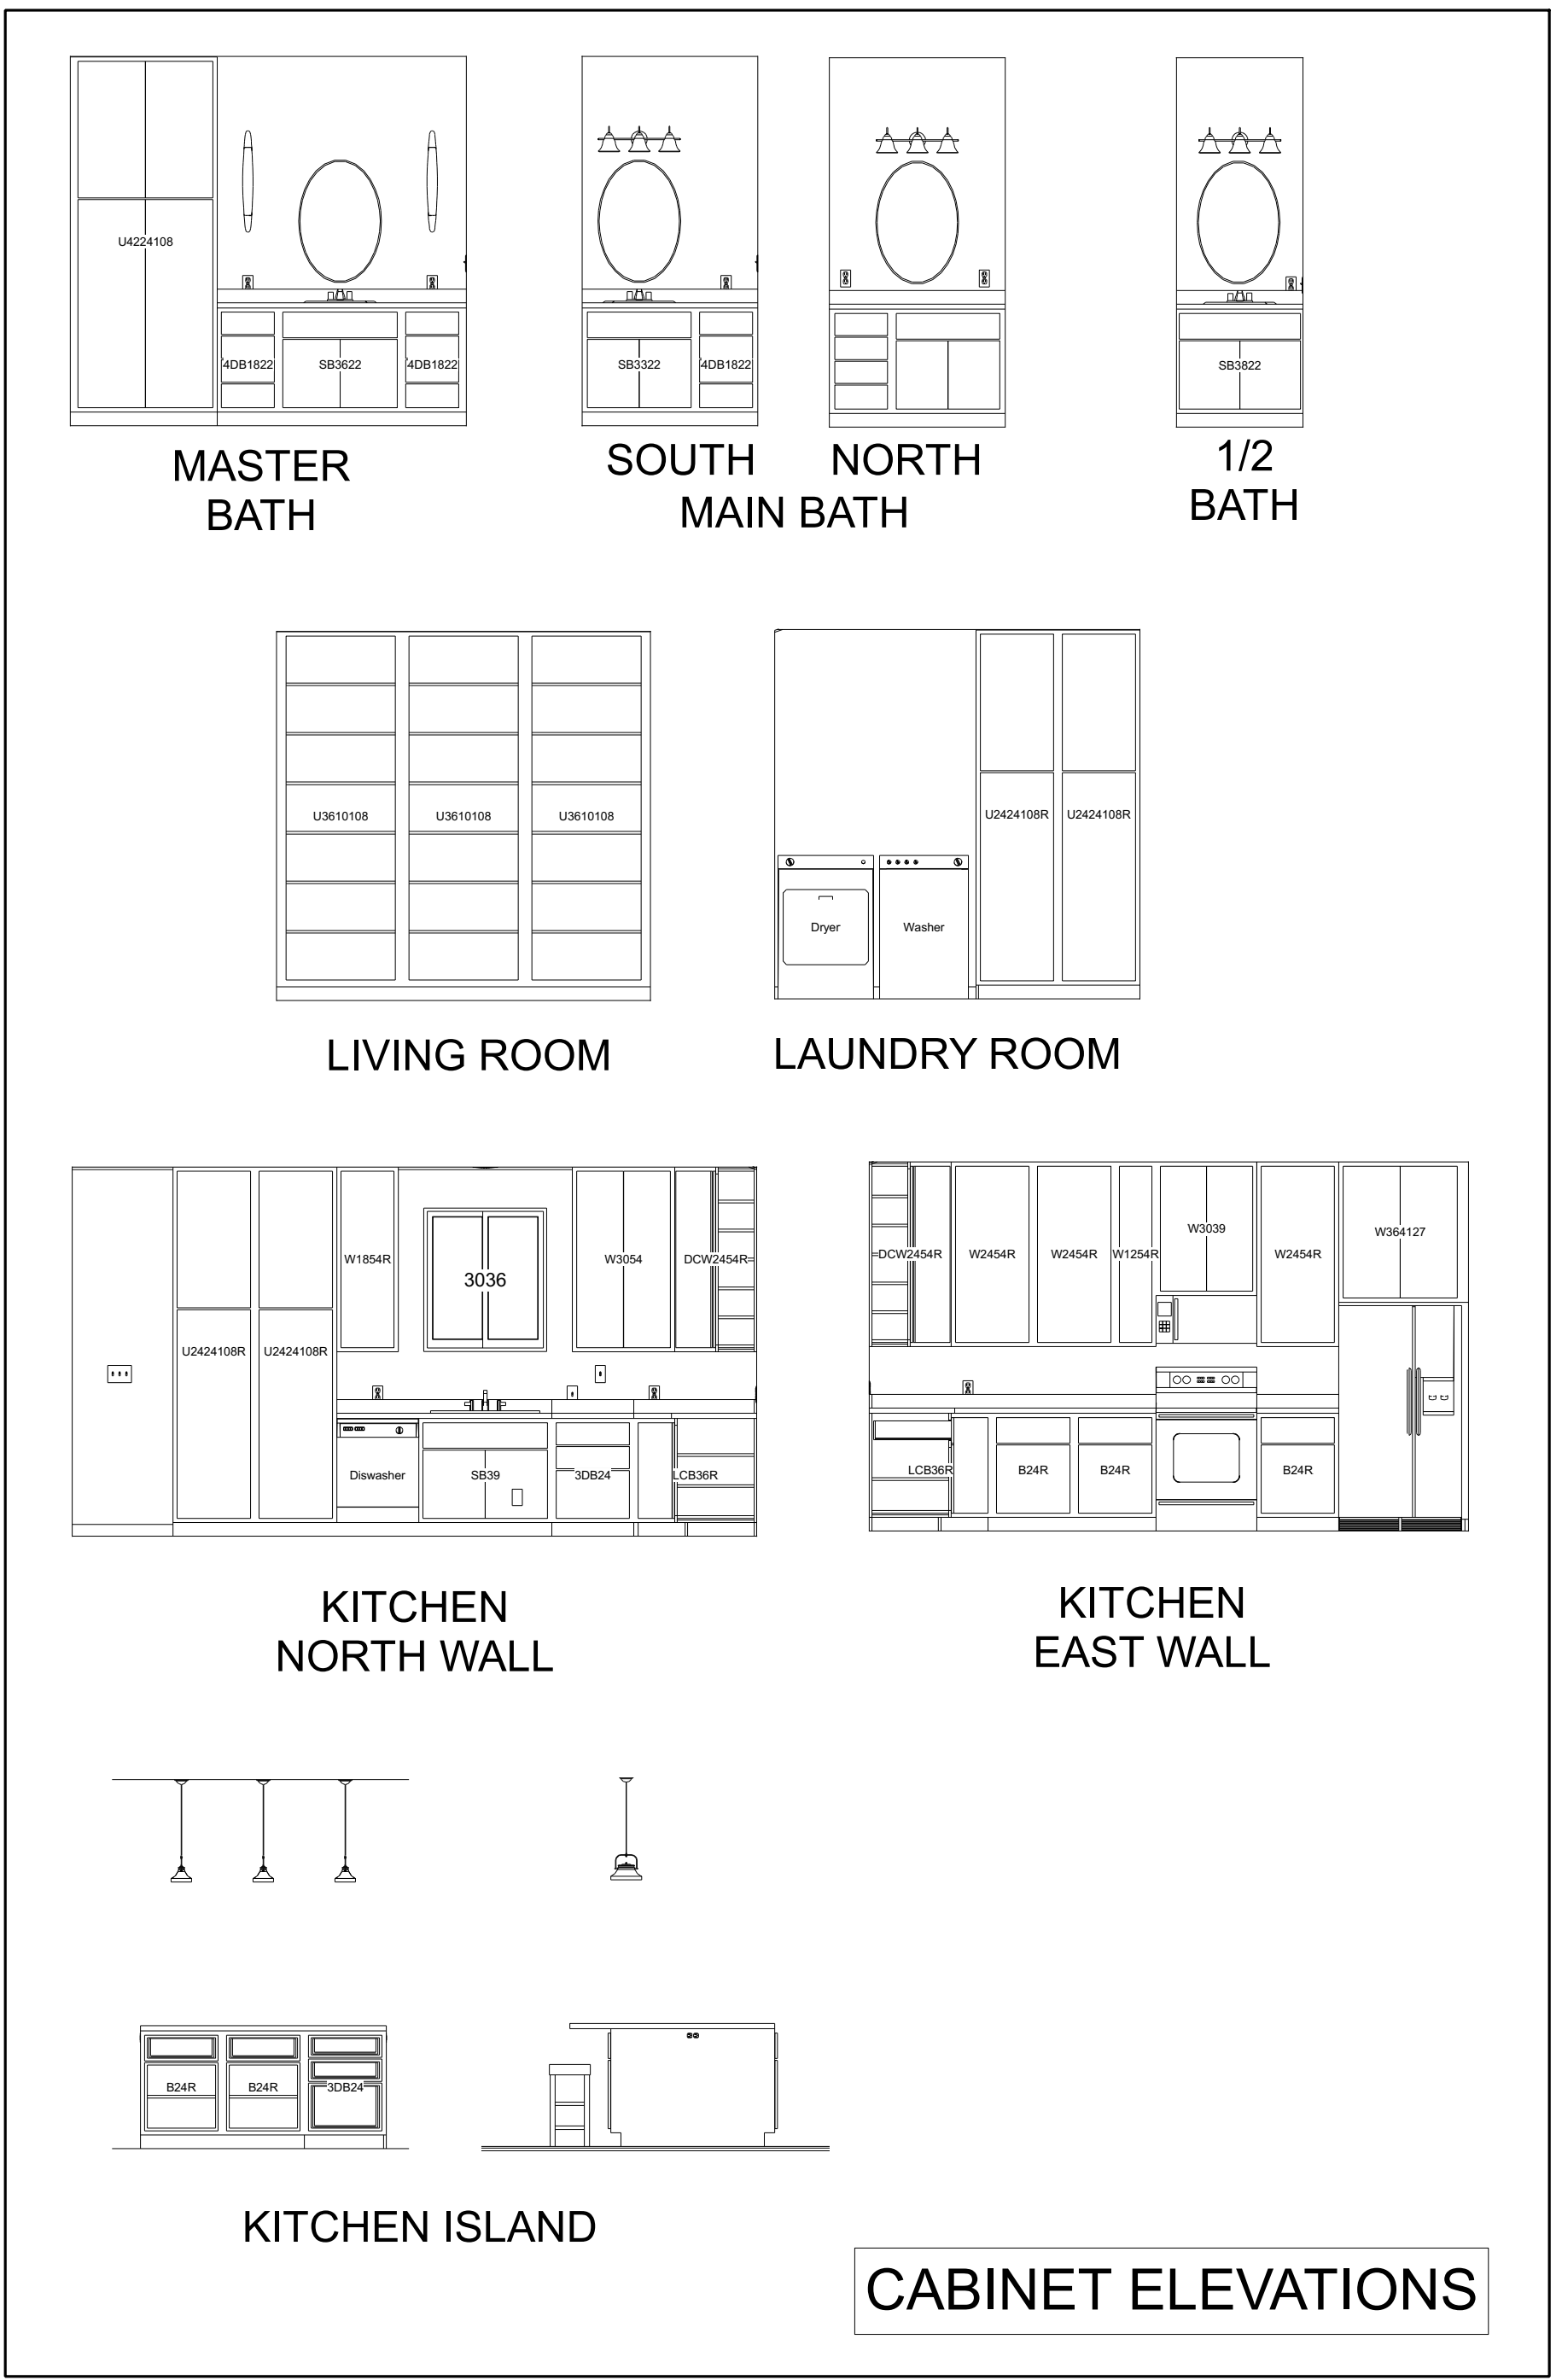 U4224108
4DB1822
SB3622
4DB1822
SB3322
4DB1822
SB3822
MASTER
BATH
SOUTH
NORTH
MAIN BATH
1/2
BATH
U3610108
U3610108
U3610108
U2424108R
U2424108R
Dryer
Washer
LIVING ROOM
LAUNDRY ROOM
W1854R
3036
W3054
DCW2454R
U2424108R
U2424108R
Diswasher
SB39
3DB24
LCB36R
DCW2454R
W2454R
W2454R
W1254R
W3039
W2454R
W364127
LCB36R
B24R
B24R
B24R
KITCHEN
NORTH WALL
KITCHEN
EAST WALL
B24R
B24R
3DB24
KITCHEN ISLAND
CABINET ELEVATIONS